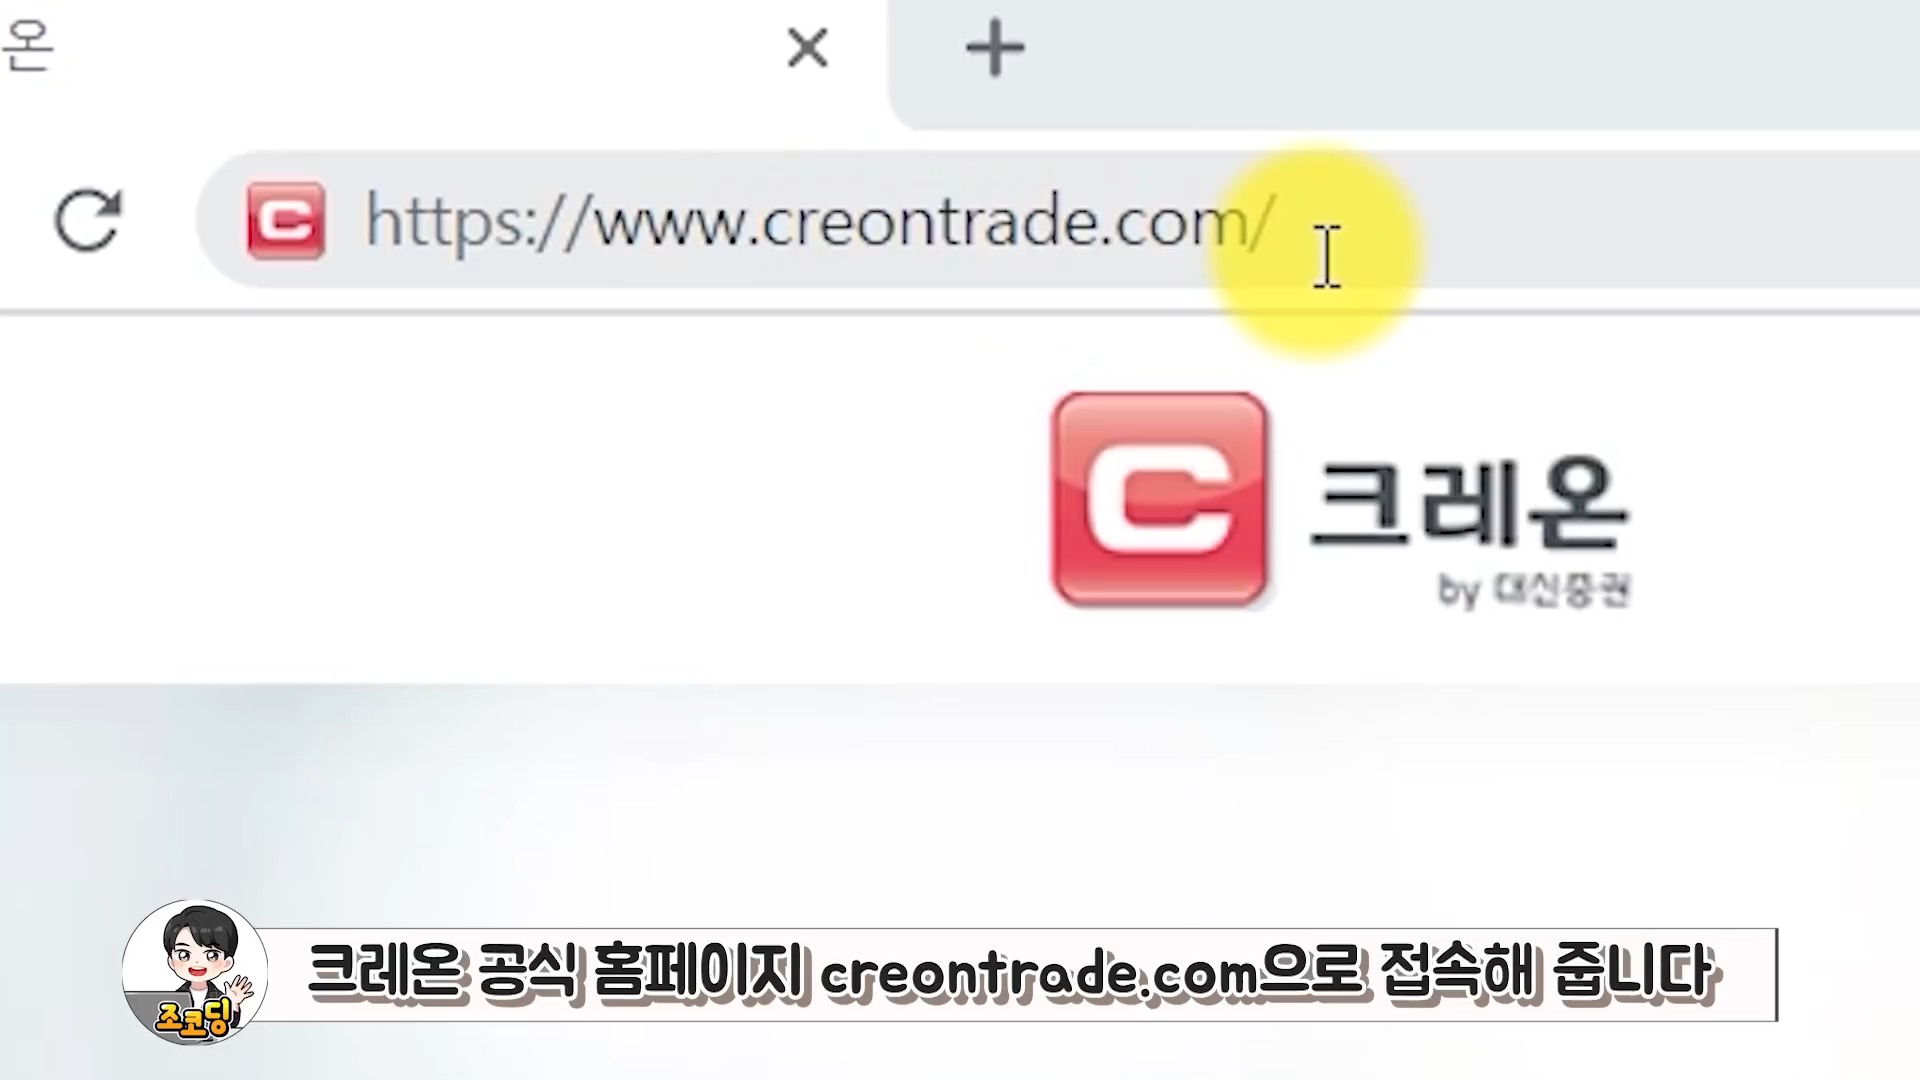 온
https://www.creontrade.com/
C
C
크레온
by 대신증권
크레온 공식 홈페이지 creontrade.com으로 접속해 줍니다
조코딩